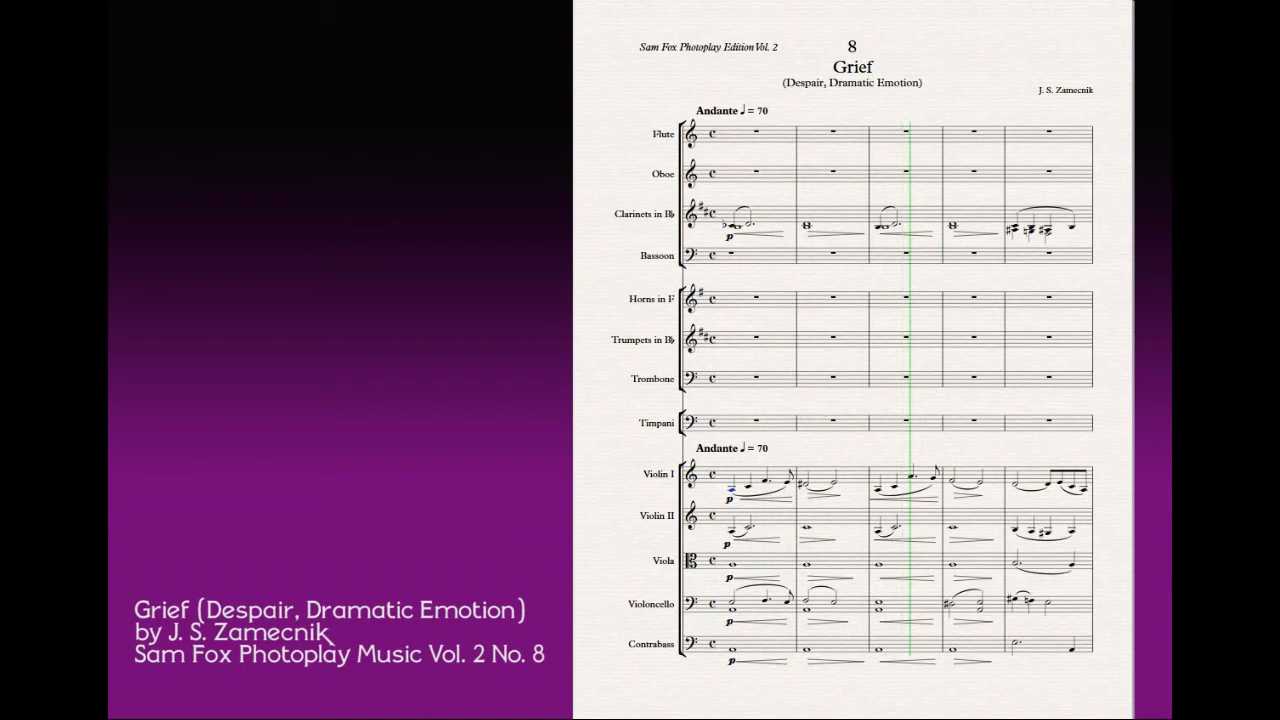 Sam Fox Photoplay Edition Vol. 2
8
Grief
(Despair, Dramatic Emotion)
J. S. Zamecnik
Andante ♩ = 70
Flute
Oboe
Clarinets in B♭
p
Bassoon
Horns in F
Trumpets in B♭
Trombone
Timpani
Andante ♩ = 70
Violin I
p
Violin II
p
Viola
p
Violoncello
p
Contrabass
p
Grief (Despair, Dramatic Emotion)
by J. S. Zamecnik
Sam Fox Photoplay Music Vol. 2 No. 8